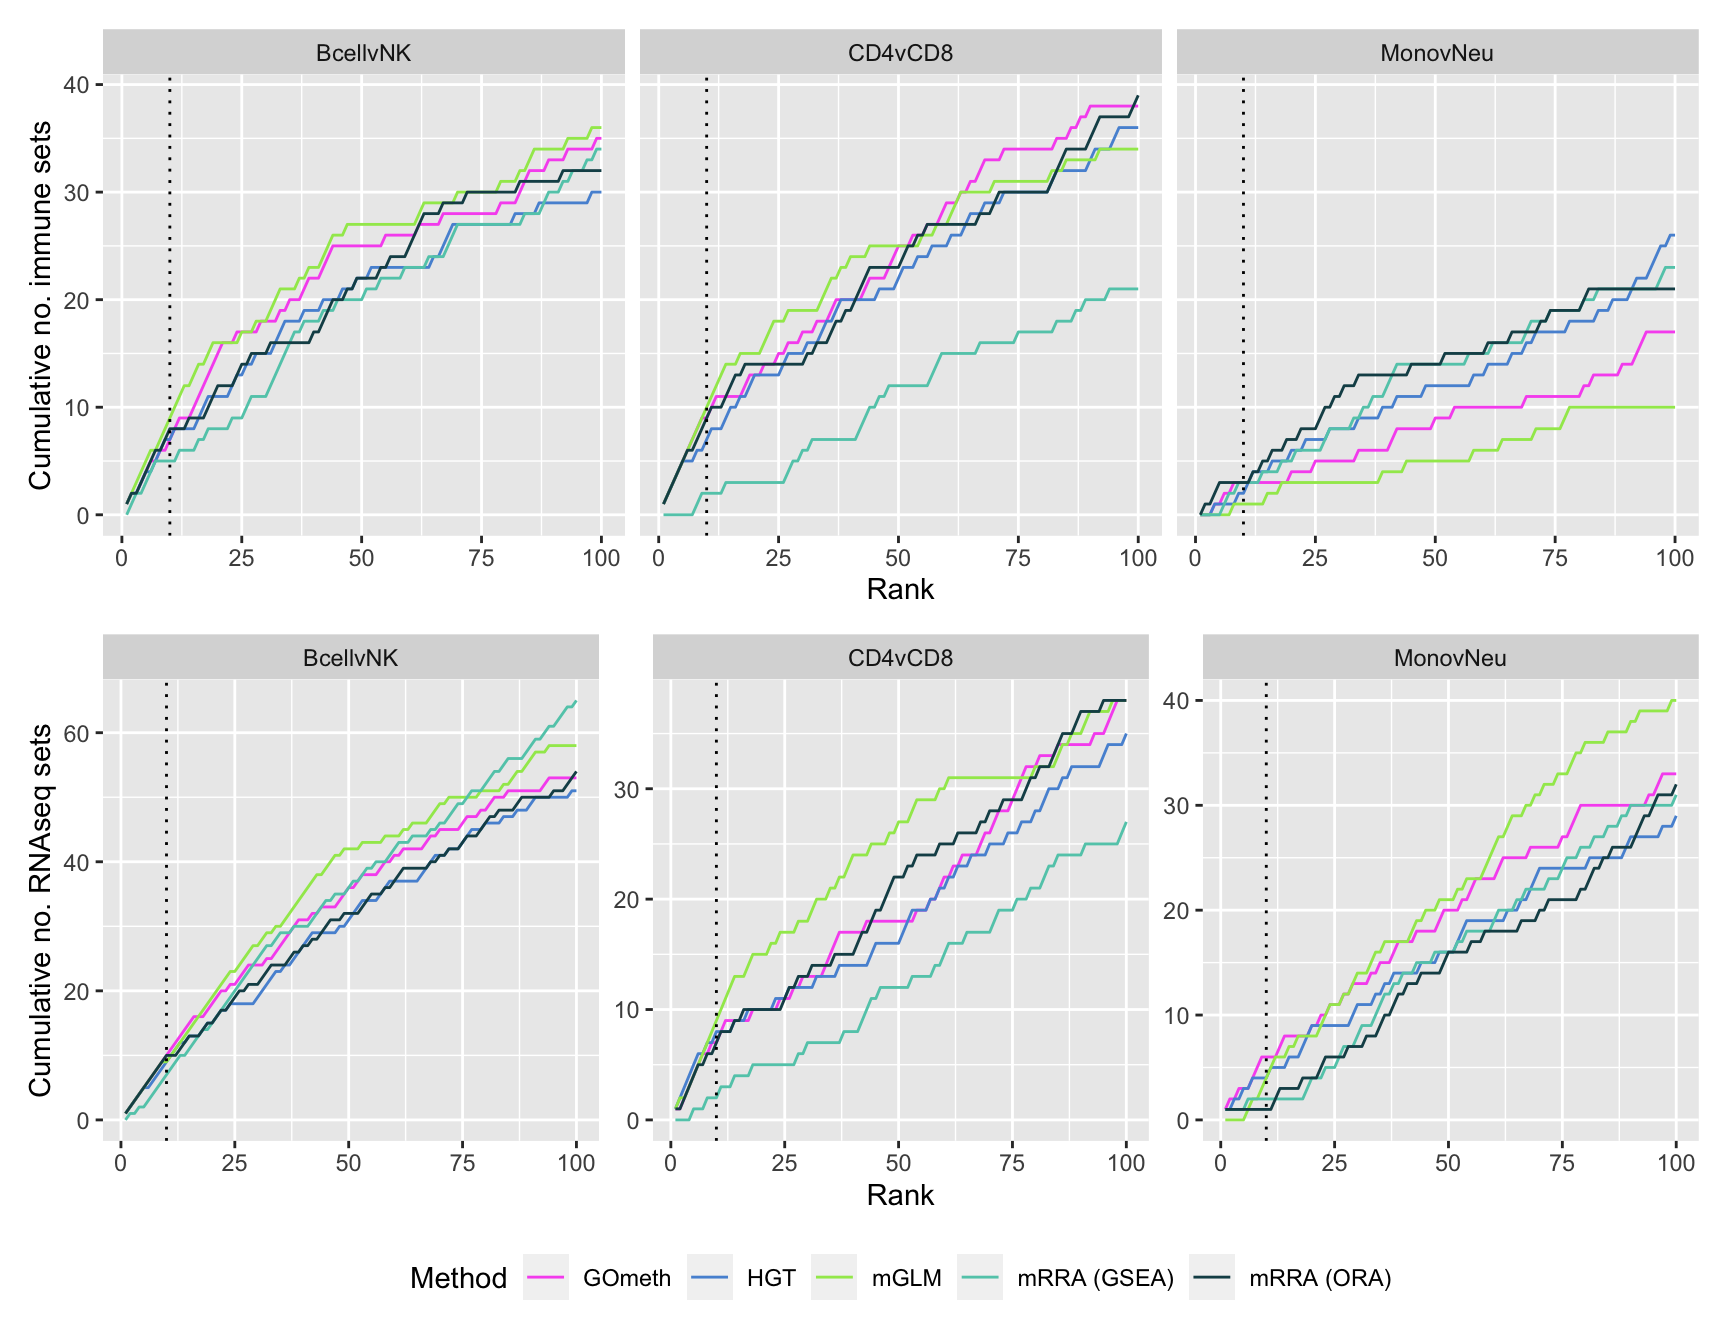 BcellvNK CD4vCD8 MonovNeu
Cumulative no. immune sets
40
30
20
10
0
0 25 50 75 100 0 25 50 75 100 0 25 50 75 100
Rank
BcellvNK CD4vCD8 MonovNeu
Cumulative no. RNAseq sets
60
40
20
0
30
20
10
0
40
30
20
10
0
0 25 50 75 100 0 25 50 75 100 0 25 50 75 100
Rank
Method GOmeth HGT mGLM mRRA (GSEA) mRRA (ORA)